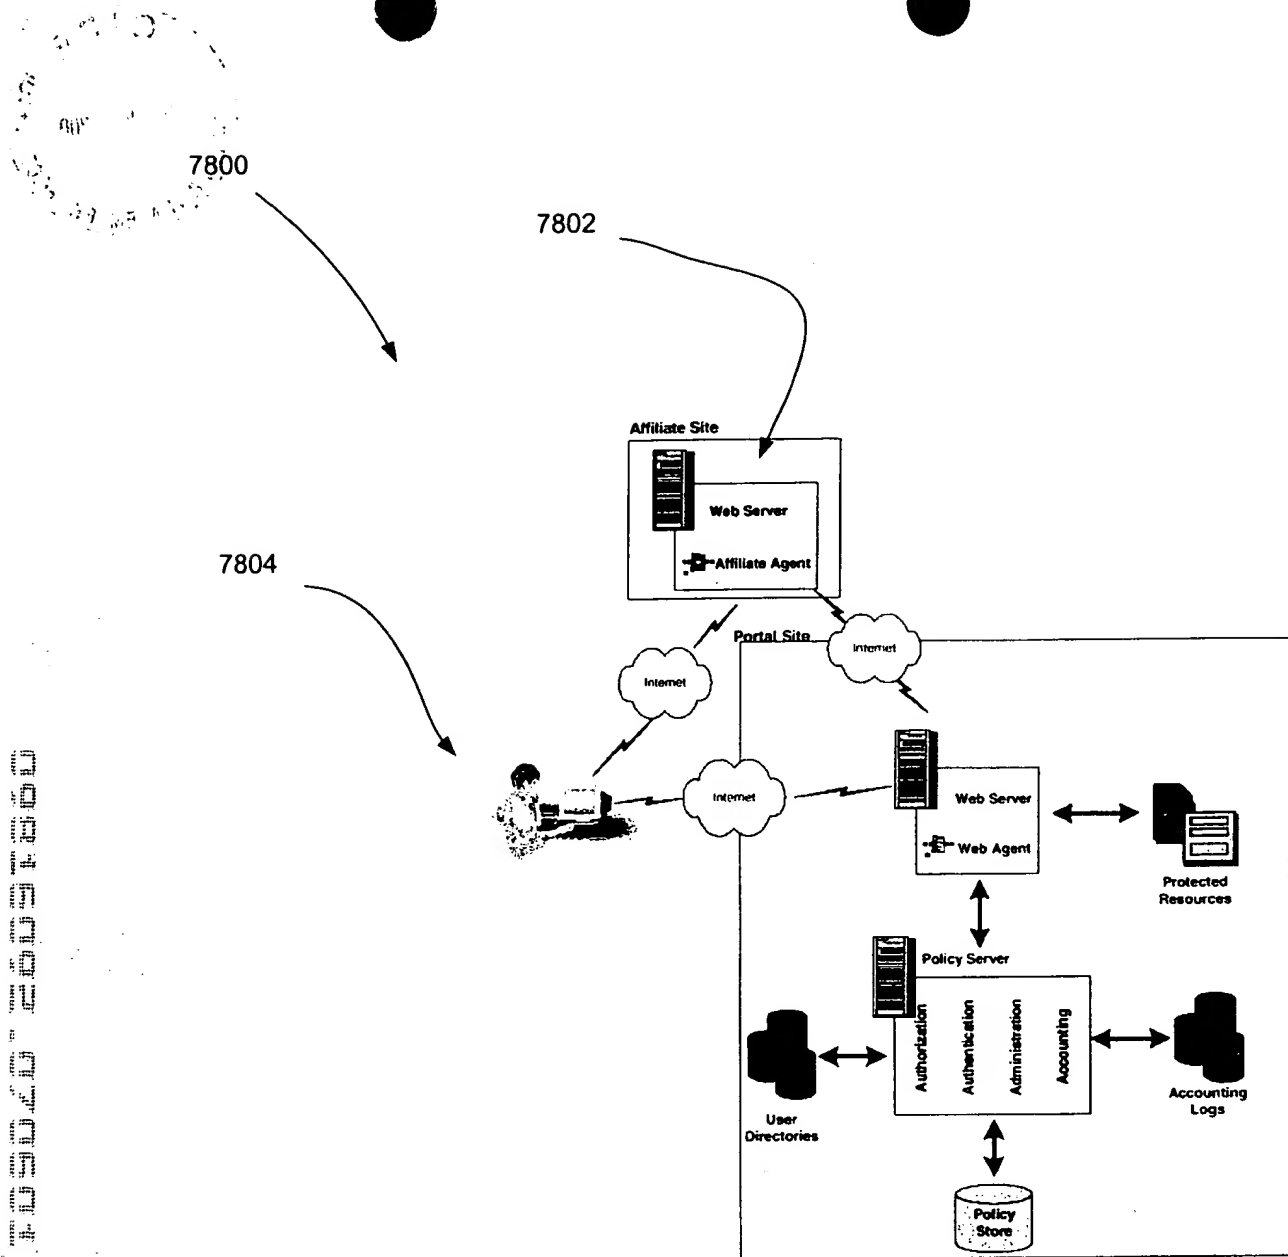 7800
7802
Affiliate Site
Web Server
Affiliate Agent
7804
Portal Site
Internet
Internet
Internet
Web Server
Web Agent
Protected
Resources
Policy Server
Authorization
Authentication
Administration
Accounting
User
Directories
Accounting
Logs
Policy
Store